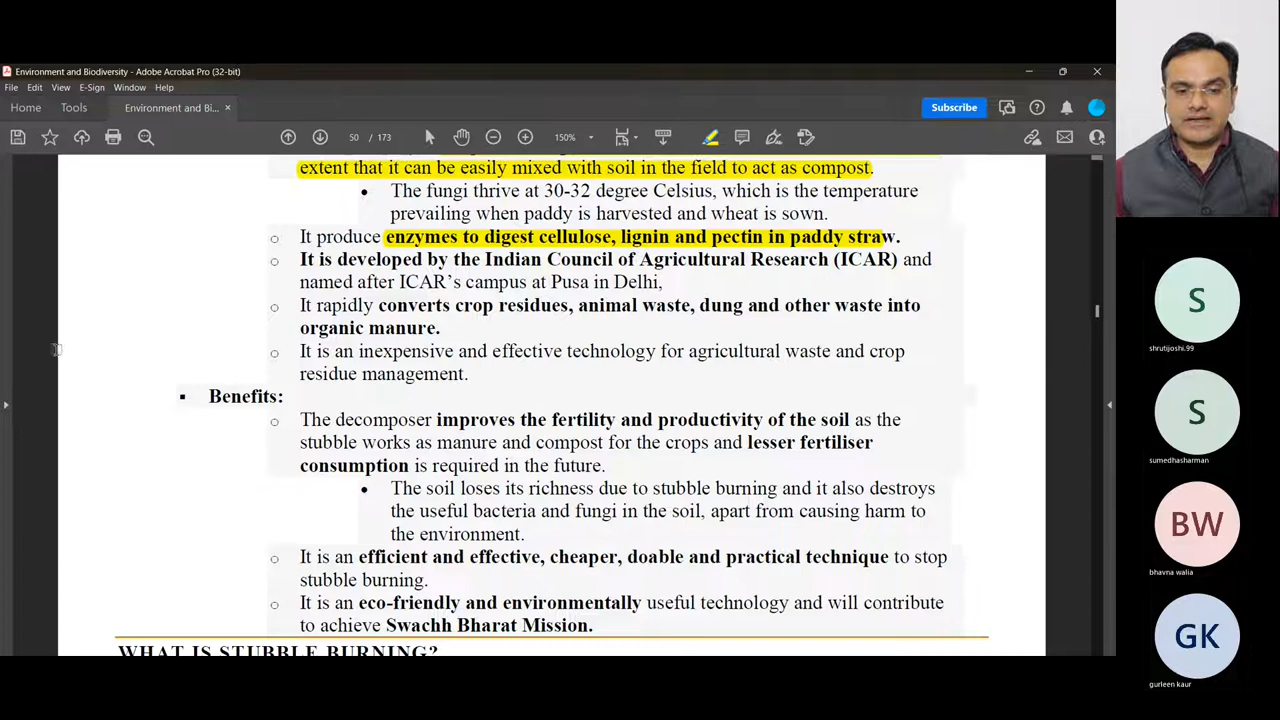 Environment and Biodiversity - Adobe Acrobat Pro (32-bit)
File Edit View E-Sign Window Help
Home Tools Environment and Bi... × Subscribe
50 / 173 150%
extent that it can be easily mixed with soil in the field to act as compost.
• The fungi thrive at 30-32 degree Celsius, which is the temperature
prevailing when paddy is harvested and wheat is sown.
o It produce enzymes to digest cellulose, lignin and pectin in paddy straw.
o It is developed by the Indian Council of Agricultural Research (ICAR) and
named after ICAR's campus at Pusa in Delhi,
o It rapidly converts crop residues, animal waste, dung and other waste into
organic manure.
o It is an inexpensive and effective technology for agricultural waste and crop
residue management.
▪ Benefits:
o The decomposer improves the fertility and productivity of the soil as the
stubble works as manure and compost for the crops and lesser fertiliser
consumption is required in the future.
• The soil loses its richness due to stubble burning and it also destroys
the useful bacteria and fungi in the soil, apart from causing harm to
the environment.
o It is an efficient and effective, cheaper, doable and practical technique to stop
stubble burning.
o It is an eco-friendly and environmentally useful technology and will contribute
to achieve Swachh Bharat Mission.
WHAT IS STUBBLE BURNING?
S
shrutijoshi.99
S
sumedhasharman
BW
bhavna walia
GK
gurleen kaur